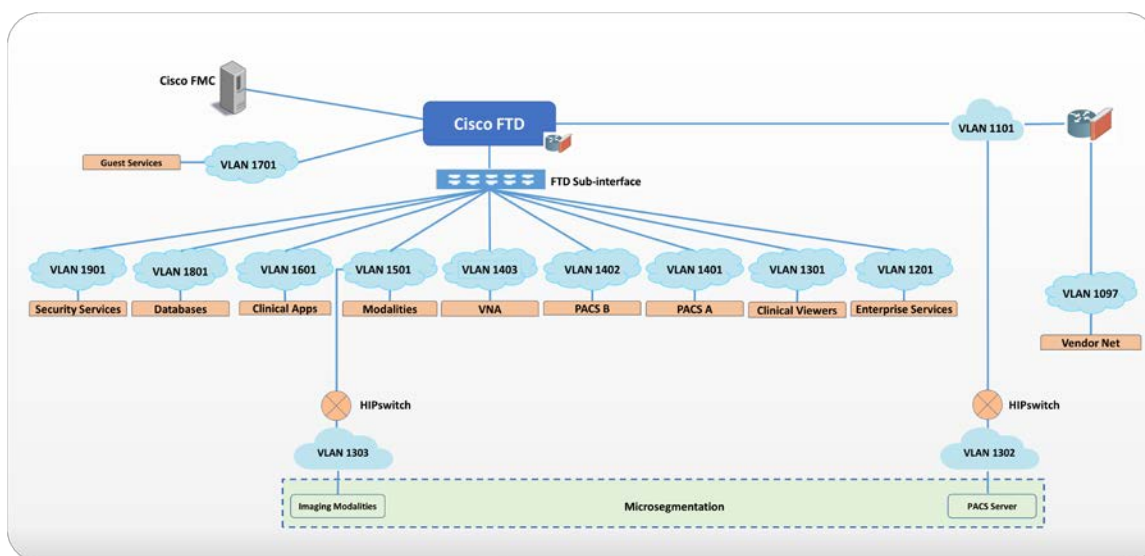 Cisco FMC
Cisco FTD
VLAN 1101
Guest Services
VLAN 1701
FTD Sub-interface
VLAN 1901
VLAN 1801
VLAN 1601
VLAN 1501
VLAN 1403
VLAN 1402
VLAN 1401
VLAN 1301
VLAN 1201
VLAN 1097
Security Services
Databases
Clinical Apps
Modalities
VNA
PACS B
PACS A
Clinical Viewers
Enterprise Services
Vendor Net
HIPswitch
HIPswitch
VLAN 1303
VLAN 1302
Imaging Modalities
Microsegmentation
PACS Server